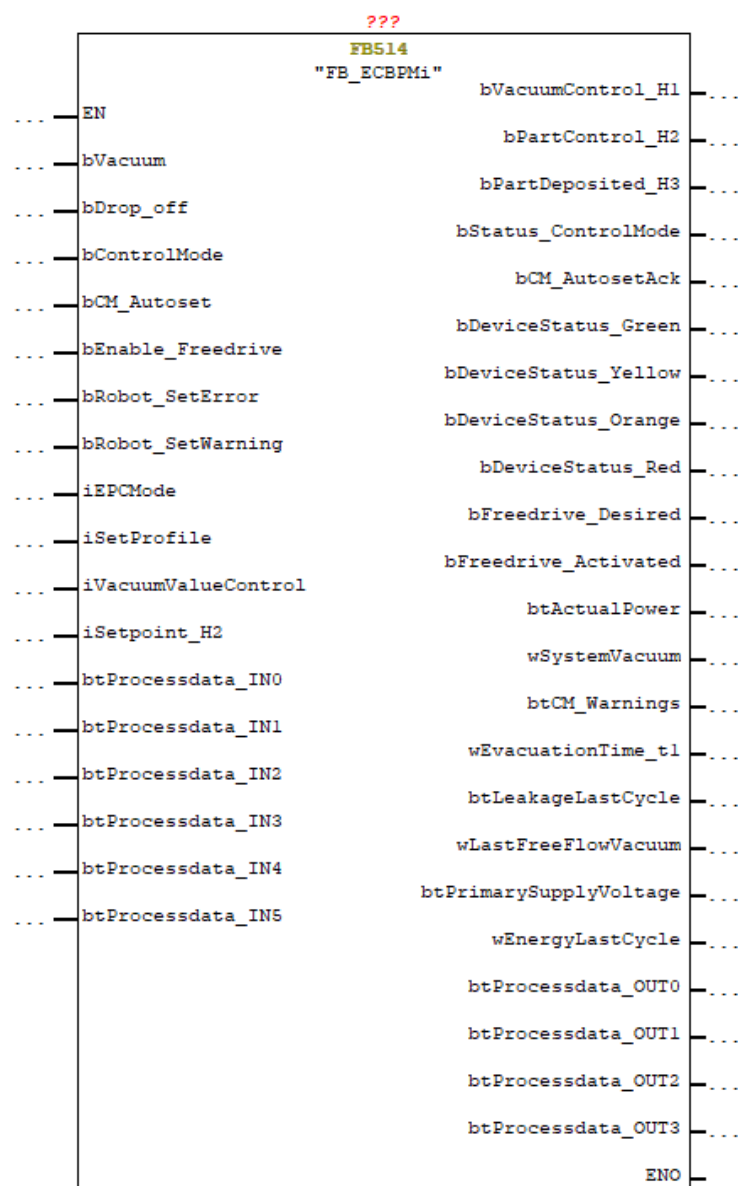 ???
FB514
"FB_ECBPMi"
bVacuumControl_H1 ...
... EN
bPartControl_H2 ...
... bVacuum
bPartDeposited_H3 ...
... bDrop_off
bStatus_ControlMode ...
... bControlMode
bCM_AutosetAck ...
... bCM_Autoset
bDeviceStatus_Green ...
... bEnable_Freedrive
bDeviceStatus_Yellow ...
... bRobot_SetError
bDeviceStatus_Orange ...
... bRobot_SetWarning
bDeviceStatus_Red ...
... iEPCMode
bFreedrive_Desired ...
... iSetProfile
bFreedrive_Activated ...
... iVacuumValueControl
btActualPower ...
... iSetpoint_H2
wSystemVacuum ...
... btProcessdata_IN0
btCM_Warnings ...
... btProcessdata_IN1
wEvacuationTime_t1 ...
... btProcessdata_IN2
btLeakageLastCycle ...
... btProcessdata_IN3
wLastFreeFlowVacuum ...
... btProcessdata_IN4
btPrimarySupplyVoltage ...
... btProcessdata_IN5
wEnergyLastCycle ...
btProcessdata_OUT0 ...
btProcessdata_OUT1 ...
btProcessdata_OUT2 ...
btProcessdata_OUT3 ...
ENO